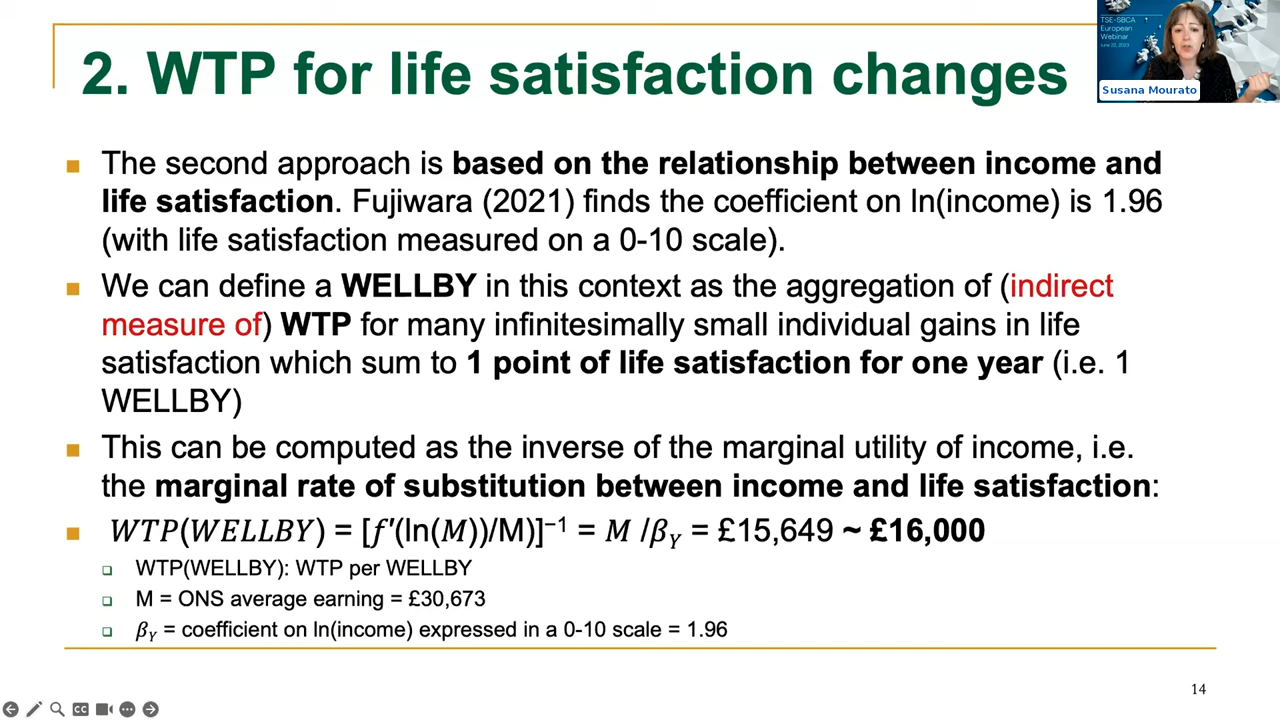 2. WTP for life satisfaction changes
TSE-SBCA
European
Webinar
June 22, 2023
Susana Mourato
The second approach is based on the relationship between income and
life satisfaction. Fujiwara (2021) finds the coefficient on ln(income) is 1.96
(with life satisfaction measured on a 0-10 scale).
We can define a WELLBY in this context as the aggregation of (indirect
measure of) WTP for many infinitesimally small individual gains in life
satisfaction which sum to 1 point of life satisfaction for one year (i.e. 1
WELLBY)
This can be computed as the inverse of the marginal utility of income, i.e.
the marginal rate of substitution between income and life satisfaction:
WTP(WELLBY) = [f′(ln(M))/M)]⁻¹ = M /β_Y = £15,649 ~ £16,000
WTP(WELLBY): WTP per WELLBY
M = ONS average earning = £30,673
β_Y = coefficient on ln(income) expressed in a 0-10 scale = 1.96
14
CC